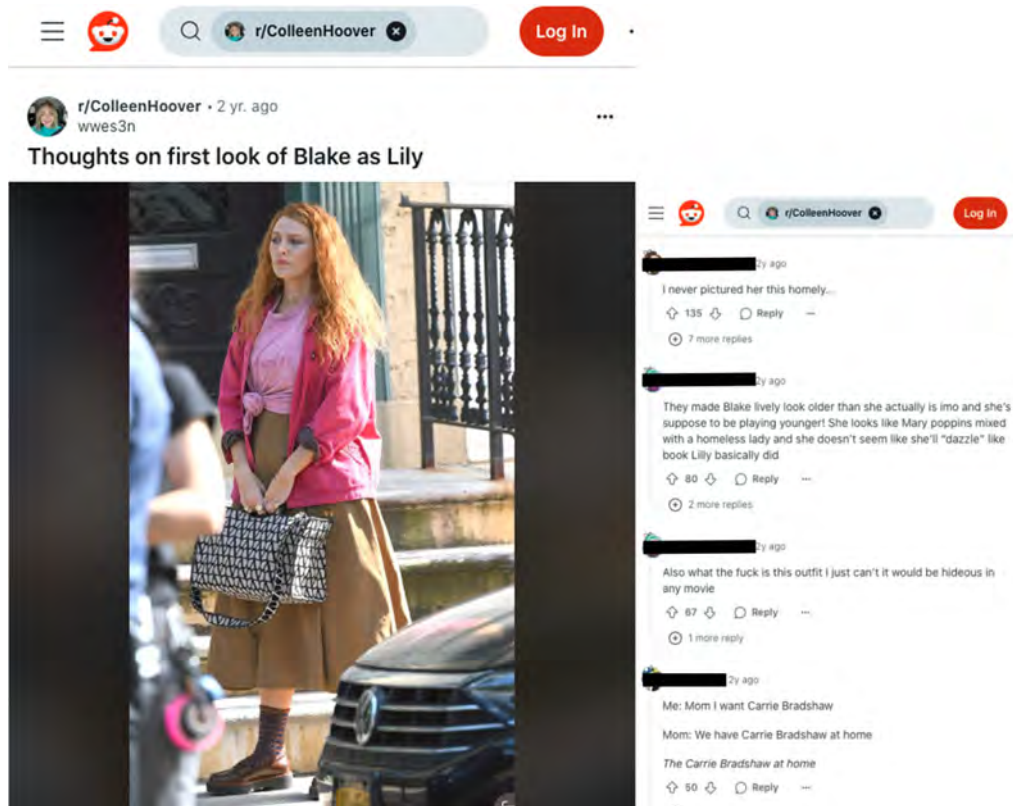 r/ColleenHoover
Log In
r/ColleenHoover • 2 yr. ago
wwes3n
Thoughts on first look of Blake as Lily
r/ColleenHoover
Log In
2y ago
I never pictured her this homely...
135
Reply
7 more replies
2y ago
They made Blake lively look older than she actually is imo and she's
suppose to be playing younger! She looks like Mary poppins mixed
with a homeless lady and she doesn't seem like she'll "dazzle" like
book Lilly basically did
80
Reply
2 more replies
2y ago
Also what the fuck is this outfit I just can't it would be hideous in
any movie
67
Reply
1 more reply
2y ago
Me: Mom I want Carrie Bradshaw
Mom: We have Carrie Bradshaw at home
The Carrie Bradshaw at home
50
Reply